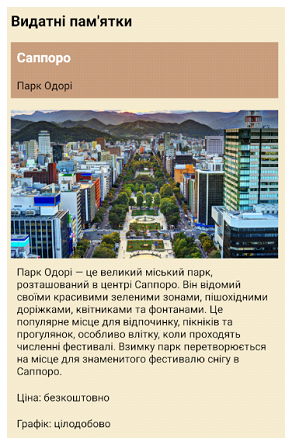 Видатні пам'ятки
Саппоро
Парк Одорі
Парк Одорі — це великий міський парк,
розташований в центрі Саппоро. Він відомий
своїми красивими зеленими зонами, пішохідними
доріжками, квітниками та фонтанами. Це
популярне місце для відпочинку, пікніків та
прогулянок, особливо влітку, коли проходять
численні фестивалі. Взимку парк перетворюється
на місце для знаменитого фестивалю снігу в
Саппоро.
Ціна: безкоштовно
Графік: цілодобово